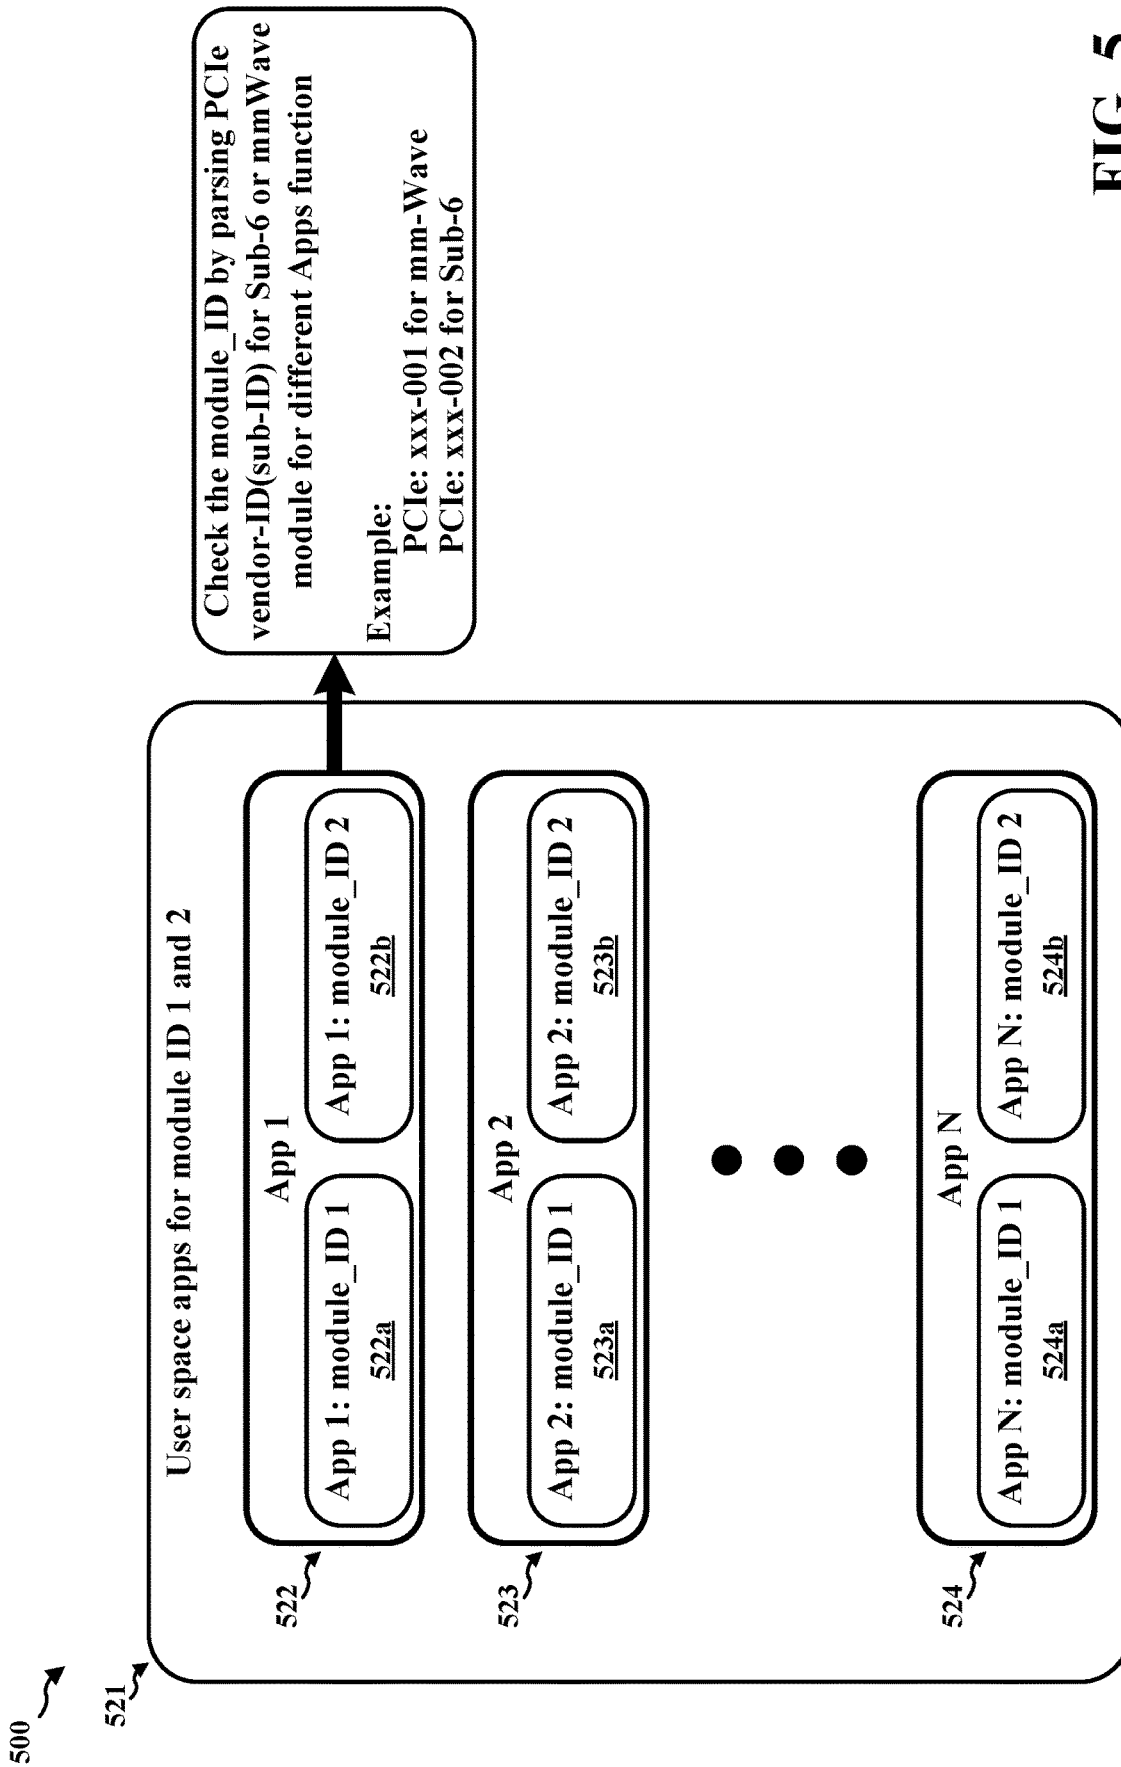 500
521
User space apps for module ID 1 and 2
522
App 1
App 1: module_ID 1
522a
App 1: module_ID 2
522b
Check the module_ID by parsing PCIe
vendor-ID(sub-ID) for Sub-6 or mmWave
module for different Apps function
Example:
PCIe: xxx-001 for mm-Wave
PCIe: xxx-002 for Sub-6
523
App 2
App 2: module_ID 1
523a
App 2: module_ID 2
523b
524
App N
App N: module_ID 1
524a
App N: module_ID 2
524b
FIG. 5